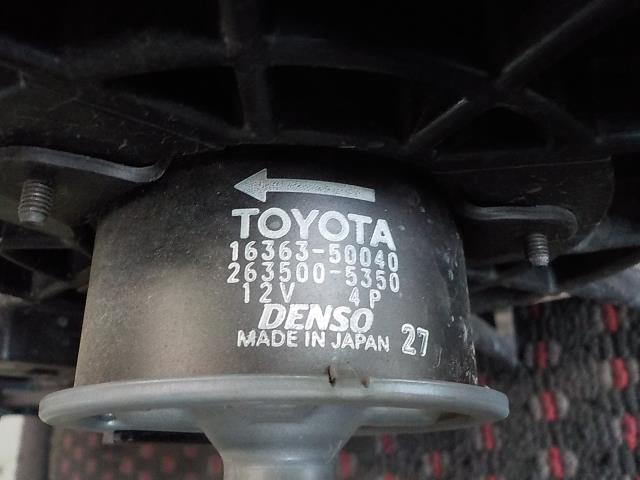 TOYOTA
16363-50040
263500-5350
12V 4P
DENSO
MADE IN JAPAN 27